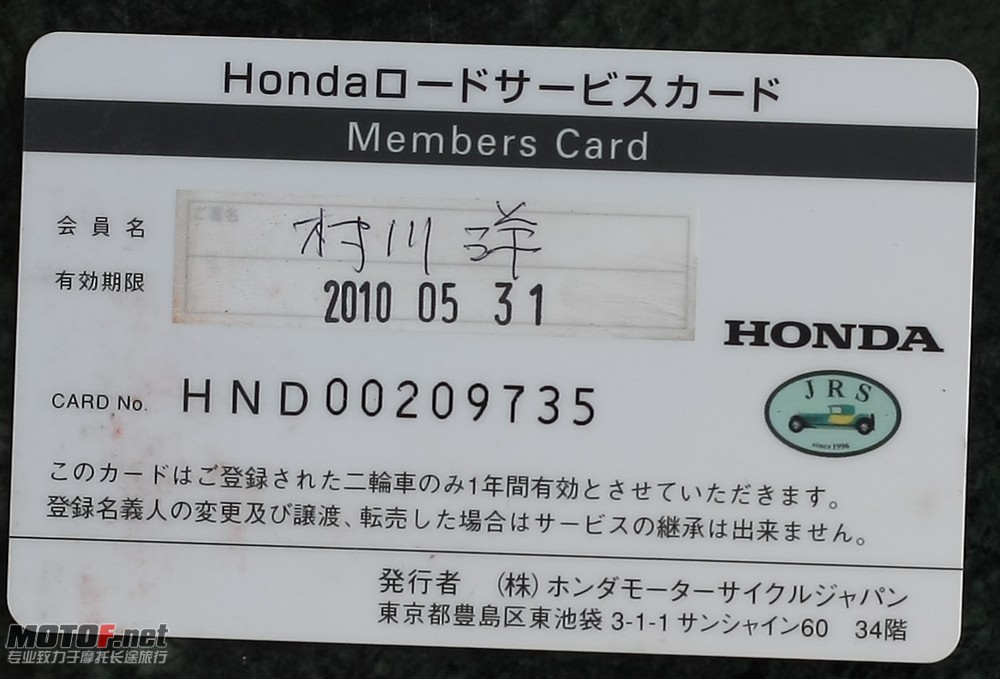 Hondaロードサービスカード
Members Card
ご署名
会員名 村川 洋
有効期限 2010 05 31
HONDA
CARD No. HND00209735
JRS
since 1996
このカードはご登録された二輪車のみ1年間有効とさせていただきます。
登録名義人の変更及び譲渡、転売した場合はサービスの継承は出来ません。
発行者 (株)ホンダモーターサイクルジャパン
東京都豊島区東池袋 3-1-1 サンシャイン60 34階
MOTOF.net
专业致力于摩托长途旅行